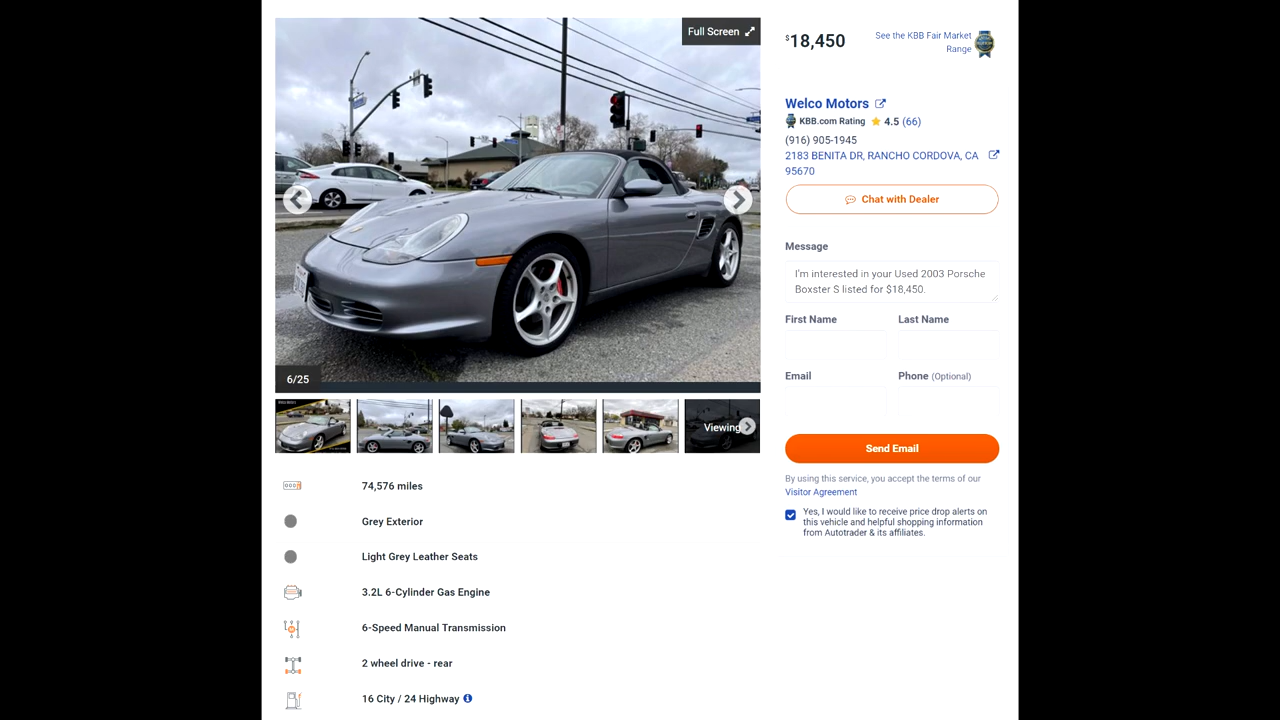 Full Screen
6/25
Viewing
74,576 miles
Grey Exterior
Light Grey Leather Seats
3.2L 6-Cylinder Gas Engine
6-Speed Manual Transmission
2 wheel drive - rear
16 City / 24 Highway
$18,450
See the KBB Fair Market
Range
Welco Motors
KBB.com Rating 4.5 (66)
(916) 905-1945
2183 BENITA DR, RANCHO CORDOVA, CA
95670
Chat with Dealer
Message
I'm interested in your Used 2003 Porsche
Boxster S listed for $18,450.
First Name Last Name
Email Phone (Optional)
Send Email
By using this service, you accept the terms of our
Visitor Agreement
Yes, I would like to receive price drop alerts on
this vehicle and helpful shopping information
from Autotrader & its affiliates.